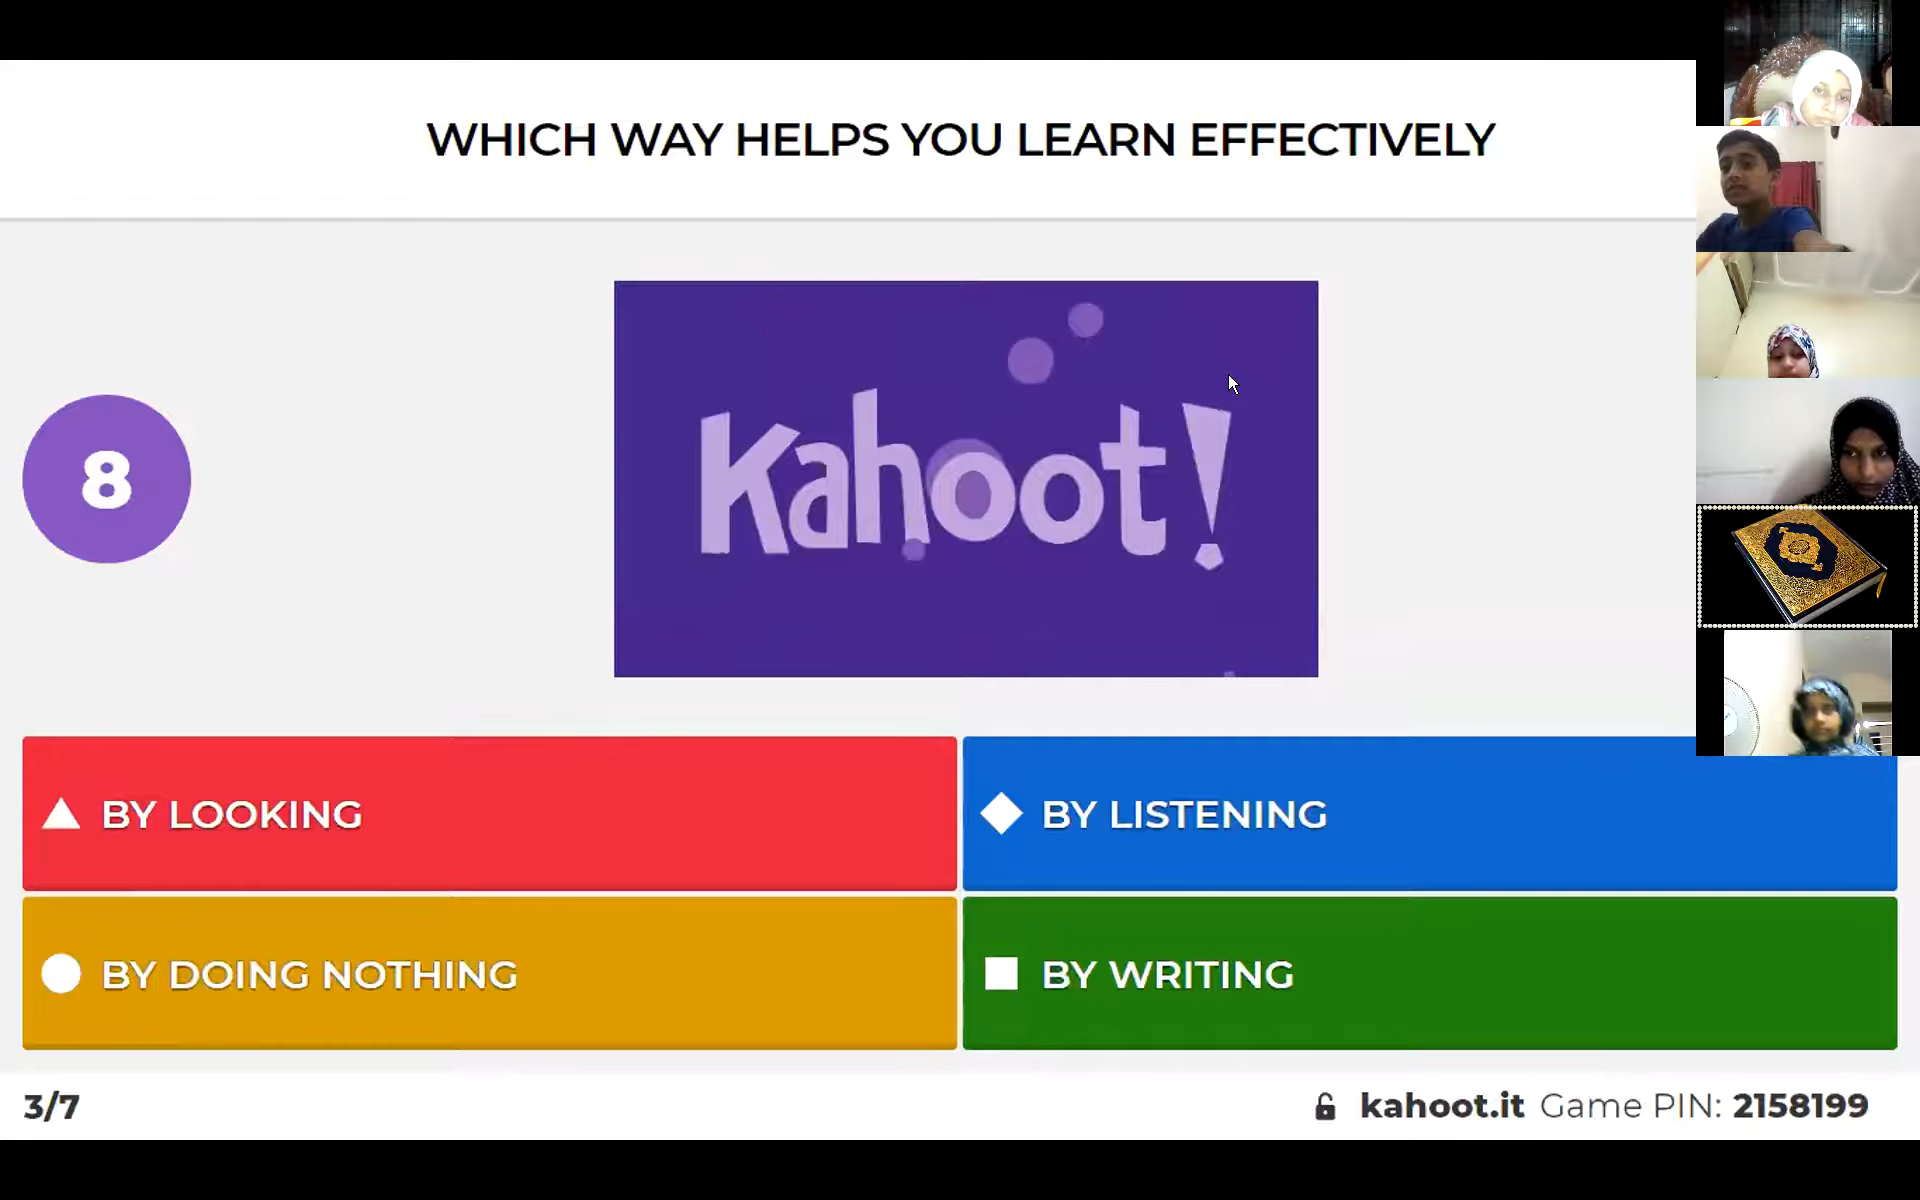 WHICH WAY HELPS YOU LEARN EFFECTIVELY
8
Kahoot!
BY LOOKING
BY LISTENING
BY DOING NOTHING
BY WRITING
3/7
kahoot.it Game PIN: 2158199